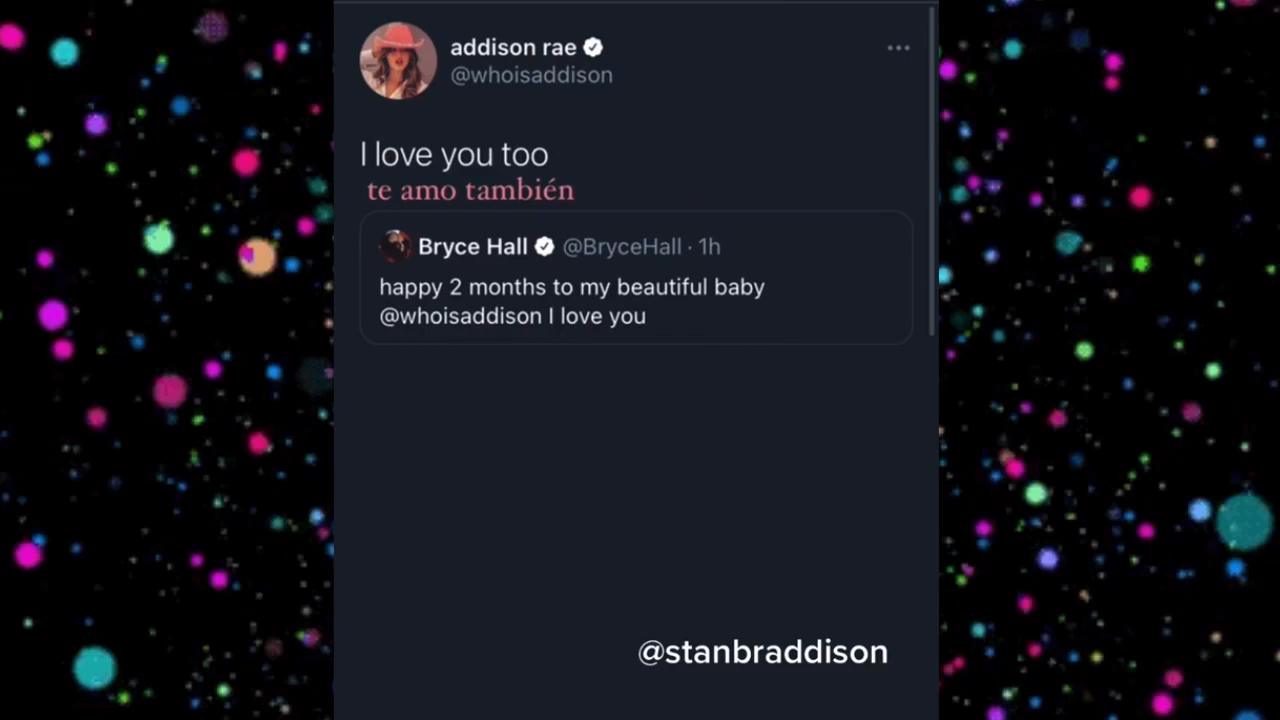 addison rae
@whoisaddison
I love you too
te amo también
Bryce Hall @BryceHall · 1h
happy 2 months to my beautiful baby
@whoisaddison I love you
@stanbraddison